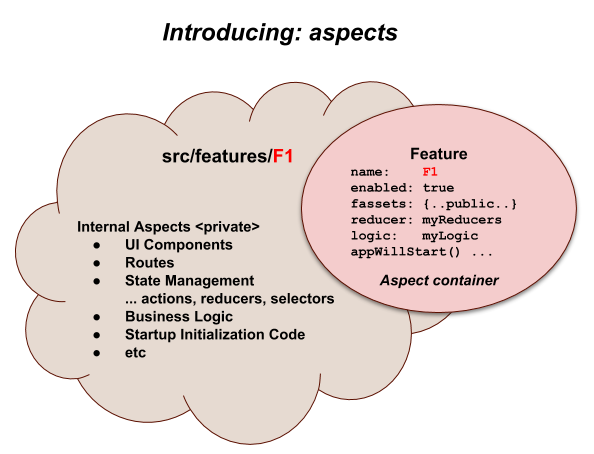 Introducing: aspects
src/features/F1
Internal Aspects <private>
● UI Components
● Routes
● State Management
... actions, reducers, selectors
● Business Logic
● Startup Initialization Code
● etc
Feature
name: F1
enabled: true
fassets: {..public..}
reducer: myReducers
logic: myLogic
appWillStart() ...
Aspect container